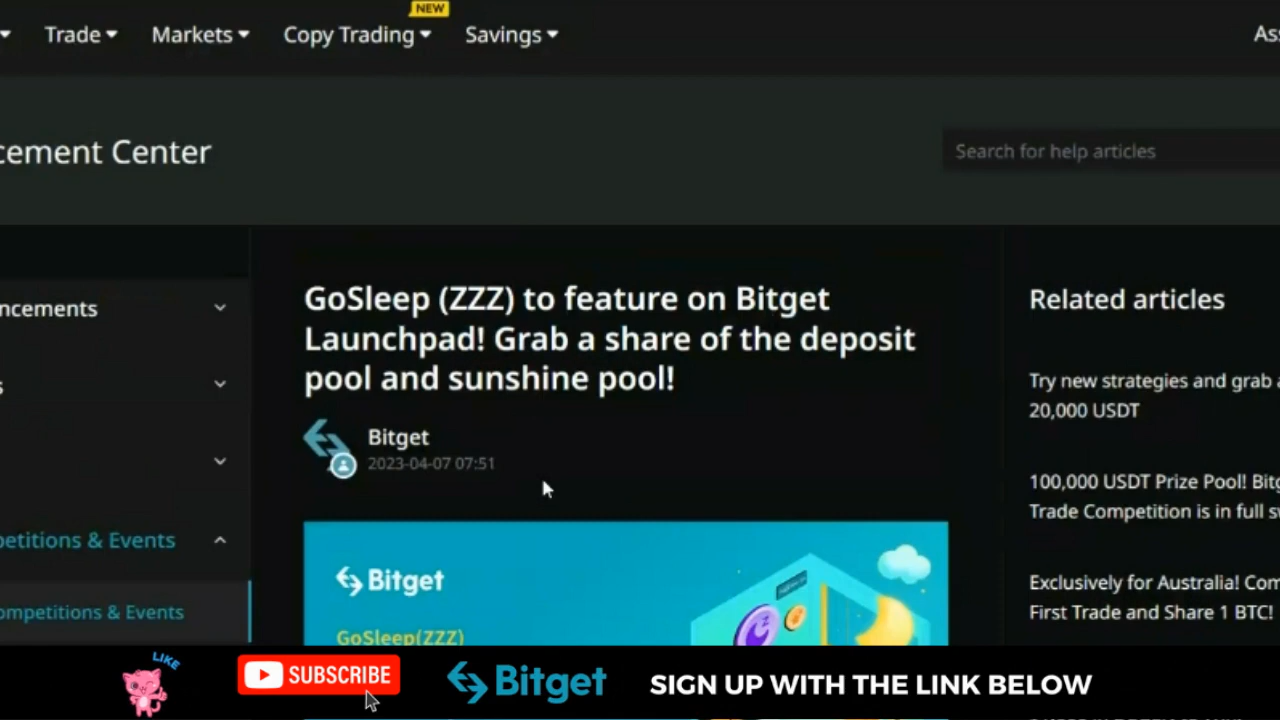 NEW
Trade
Markets
Copy Trading
Savings
Ass
cement Center
Search for help articles
ncements
s
petitions & Events
ompetitions & Events
GoSleep (ZZZ) to feature on Bitget
Launchpad! Grab a share of the deposit
pool and sunshine pool!
Bitget
2023-04-07 07:51
Bitget
GoSleep(ZZZ)
Related articles
Try new strategies and grab a
20,000 USDT
100,000 USDT Prize Pool! Bitg
Trade Competition is in full sw
Exclusively for Australia! Com
First Trade and Share 1 BTC!
LIKE
SUBSCRIBE
Bitget
SIGN UP WITH THE LINK BELOW